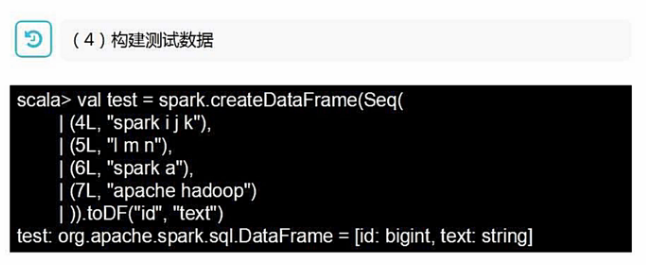 （4）构建测试数据
scala> val test = spark.createDataFrame(Seq(
| (4L, "spark i j k"),
| (5L, "l m n"),
| (6L, "spark a"),
| (7L, "apache hadoop")
| )).toDF("id", "text")
test: org.apache.spark.sql.DataFrame = [id: bigint, text: string]